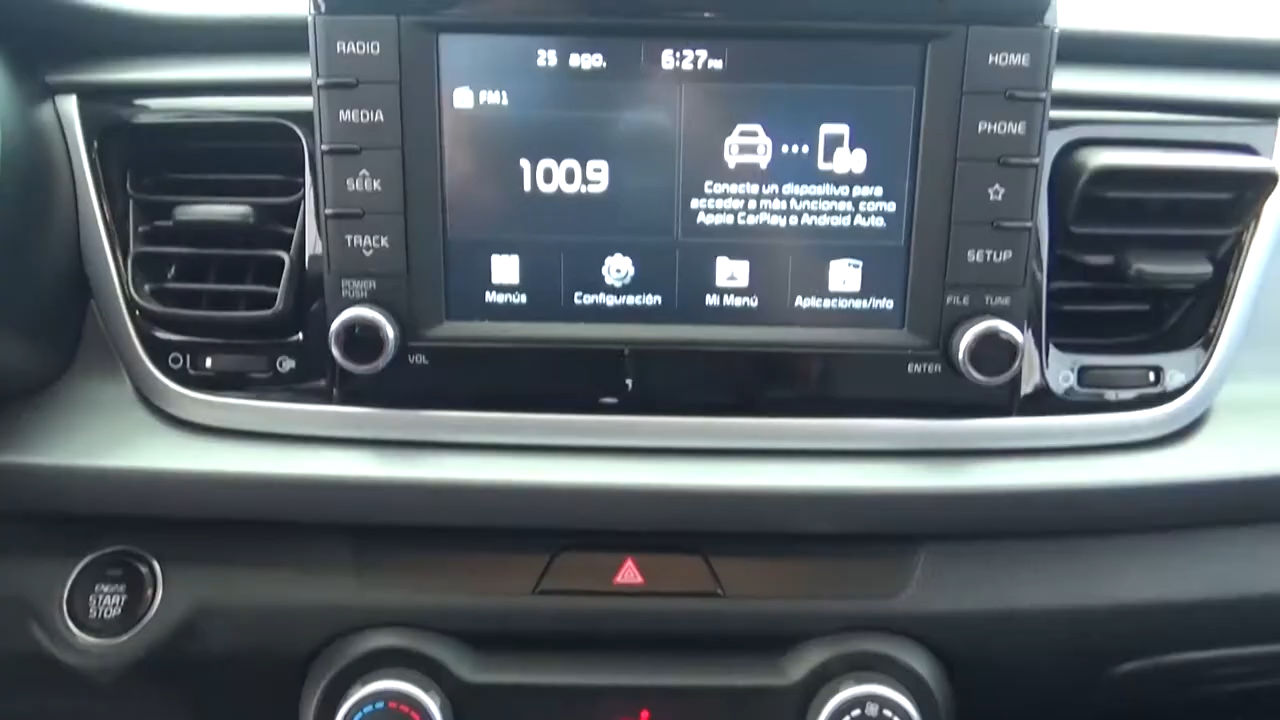 RADIO
MEDIA
SEEK
TRACK
POWER
PUSH
VOL
25 ago.
6:27PM
FM1
100.9
Conecte un dispositivo para
acceder a más funciones, como
Apple CarPlay o Android Auto.
Menús
Configuración
Mi Menú
Aplicaciones/Info
HOME
PHONE
SETUP
FILE TUNE
ENTER
ENGINE
START
STOP